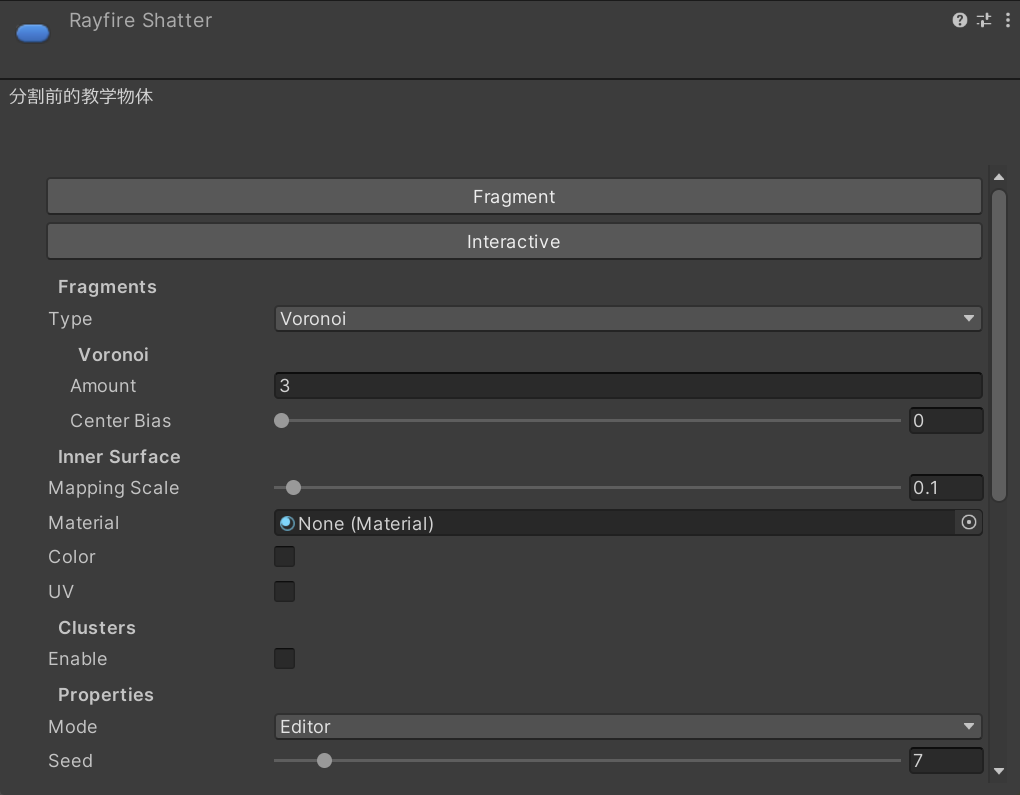 Rayfire Shatter
分割前的教学物体
Fragment
Interactive
Fragments
Type Voronoi
Voronoi
Amount 3
Center Bias 0
Inner Surface
Mapping Scale 0.1
Material None (Material)
Color
UV
Clusters
Enable
Properties
Mode Editor
Seed 7